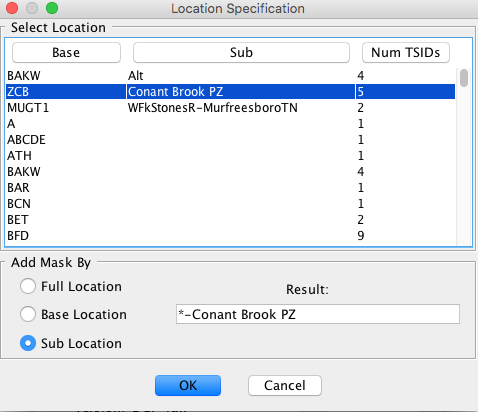 Location Specification
Select Location
Base Sub Num TSIDs
BAKW Alt 4
ZCB Conant Brook PZ 5
MUGT1 WFkStonesR-MurfreesboroTN 2
A 1
ABCDE 1
ATH 1
BAKW 4
BAR 1
BCN 1
BET 2
BFD 9
Add Mask By
Full Location
Result:
Base Location
*-Conant Brook PZ
Sub Location
OK Cancel